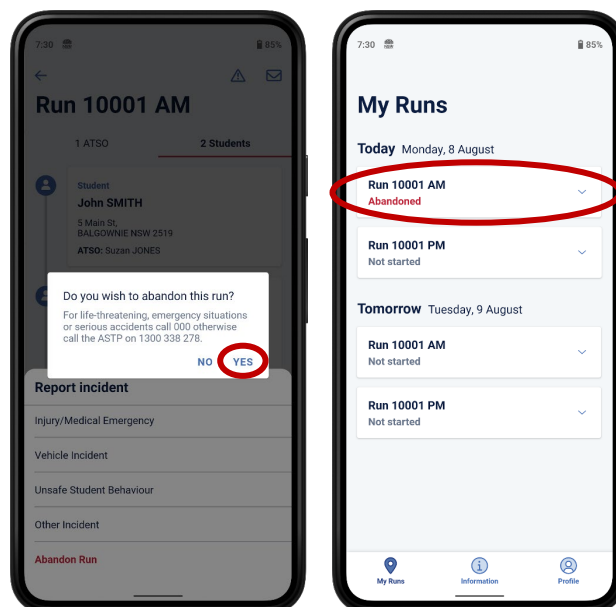 7:30
85%
Run 10001 AM
1 ATSO
2 Students
Student
John SMITH
5 Main St,
BALGOWNIE NSW 2519
ATSO: Suzan JONES
Do you wish to abandon this run?
For life-threatening, emergency situations
or serious accidents call 000 otherwise
call the ASTP on 1300 338 278.
NO YES
Report incident
Injury/Medical Emergency
Vehicle Incident
Unsafe Student Behaviour
Other Incident
Abandon Run
7:30
85%
My Runs
Today Monday, 8 August
Run 10001 AM
Abandoned
Run 10001 PM
Not started
Tomorrow Tuesday, 9 August
Run 10001 AM
Not started
Run 10001 PM
Not started
My Runs
Information
Profile